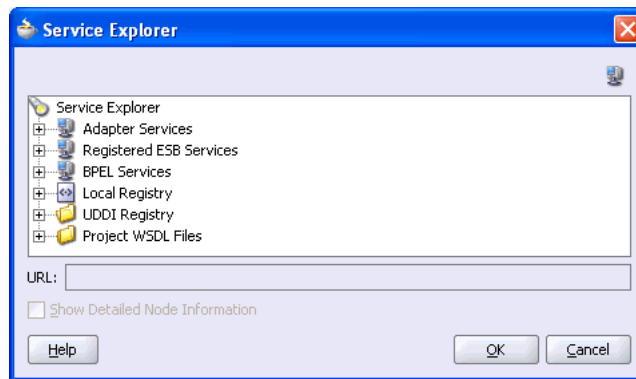 Service Explorer
Service Explorer
Adapter Services
Registered ESB Services
BPEL Services
Local Registry
UDDI Registry
Project WSDL Files
URL:
Show Detailed Node Information
Help OK Cancel